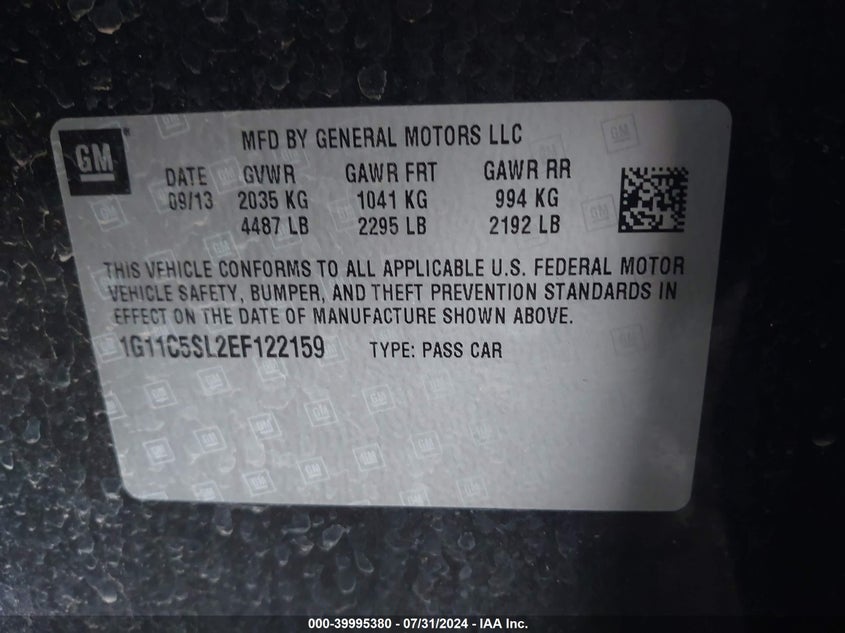 GM
MFD BY GENERAL MOTORS LLC
DATE GVWR GAWR FRT GAWR RR
09/13 2035 KG 1041 KG 994 KG
4487 LB 2295 LB 2192 LB
THIS VEHICLE CONFORMS TO ALL APPLICABLE U.S. FEDERAL MOTOR
VEHICLE SAFETY, BUMPER, AND THEFT PREVENTION STANDARDS IN
EFFECT ON THE DATE OF MANUFACTURE SHOWN ABOVE.
1G11C5SL2EF122159 TYPE: PASS CAR
000-39995380 - 07/31/2024 - IAA Inc.